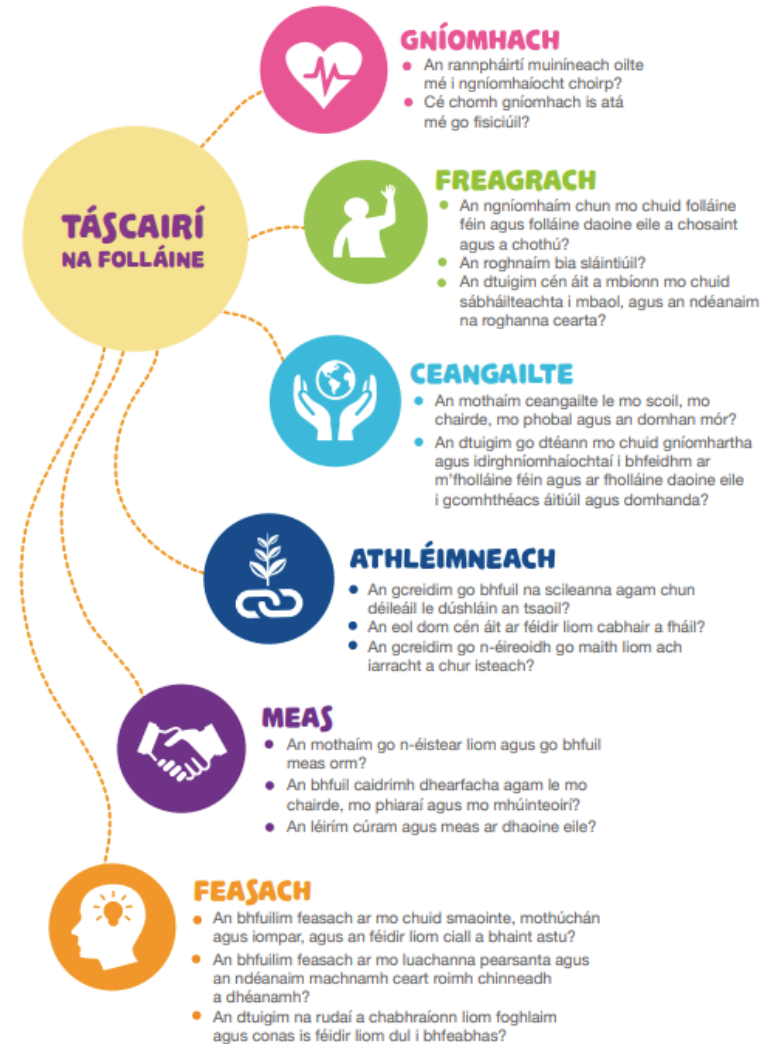 GNÍOMHACH
An rannpháirtí muiníneach oilte
mé i ngníomhaíocht choirp?
Cé chomh gníomhach is atá
mé go fisiciúil?
TÁSCAIRÍ
NA FOLLÁINE
FREAGRACH
An ngníomhaím chun mo chuid folláine
féin agus folláine daoine eile a chosaint
agus a chothú?
An roghnaím bia sláintiúil?
An dtuigim cén áit a mbíonn mo chuid
sábháilteachta i mbaol, agus an ndéanaim
na roghanna cearta?
CEANGAILTE
An mothaím ceangailte le mo scoil, mo
chairde, mo phobal agus an domhan mór?
An dtuigim go dtéann mo chuid gníomhartha
agus idirghníomhaíochtaí i bhfeidhm ar
m'fholláine féin agus ar fholláine daoine eile
i gcomhthéacs áitiúil agus domhanda?
ATHLÉIMNEACH
An gcreidim go bhfuil na scileanna agam chun
déileáil le dúshláin an tsaoil?
An eol dom cén áit ar féidir liom cabhair a fháil?
An gcreidim go n-éireoidh go maith liom ach
iarracht a chur isteach?
MEAS
An mothaím go n-éistear liom agus go bhfuil
meas orm?
An bhfuil caidrimh dhearfacha agam le mo
chairde, mo phiaraí agus mo mhúinteoirí?
An léirím cúram agus meas ar dhaoine eile?
FEASACH
An bhfuilim feasach ar mo chuid smaointe, mothúchán
agus iompar, agus an féidir liom ciall a bhaint astu?
An bhfuilim feasach ar mo luachanna pearsanta agus
an ndéanaim machnamh ceart roimh chinneadh
a dhéanamh?
An dtuigim na rudaí a chabhraíonn liom foghlaim
agus conas is féidir liom dul i bhfeabhas?